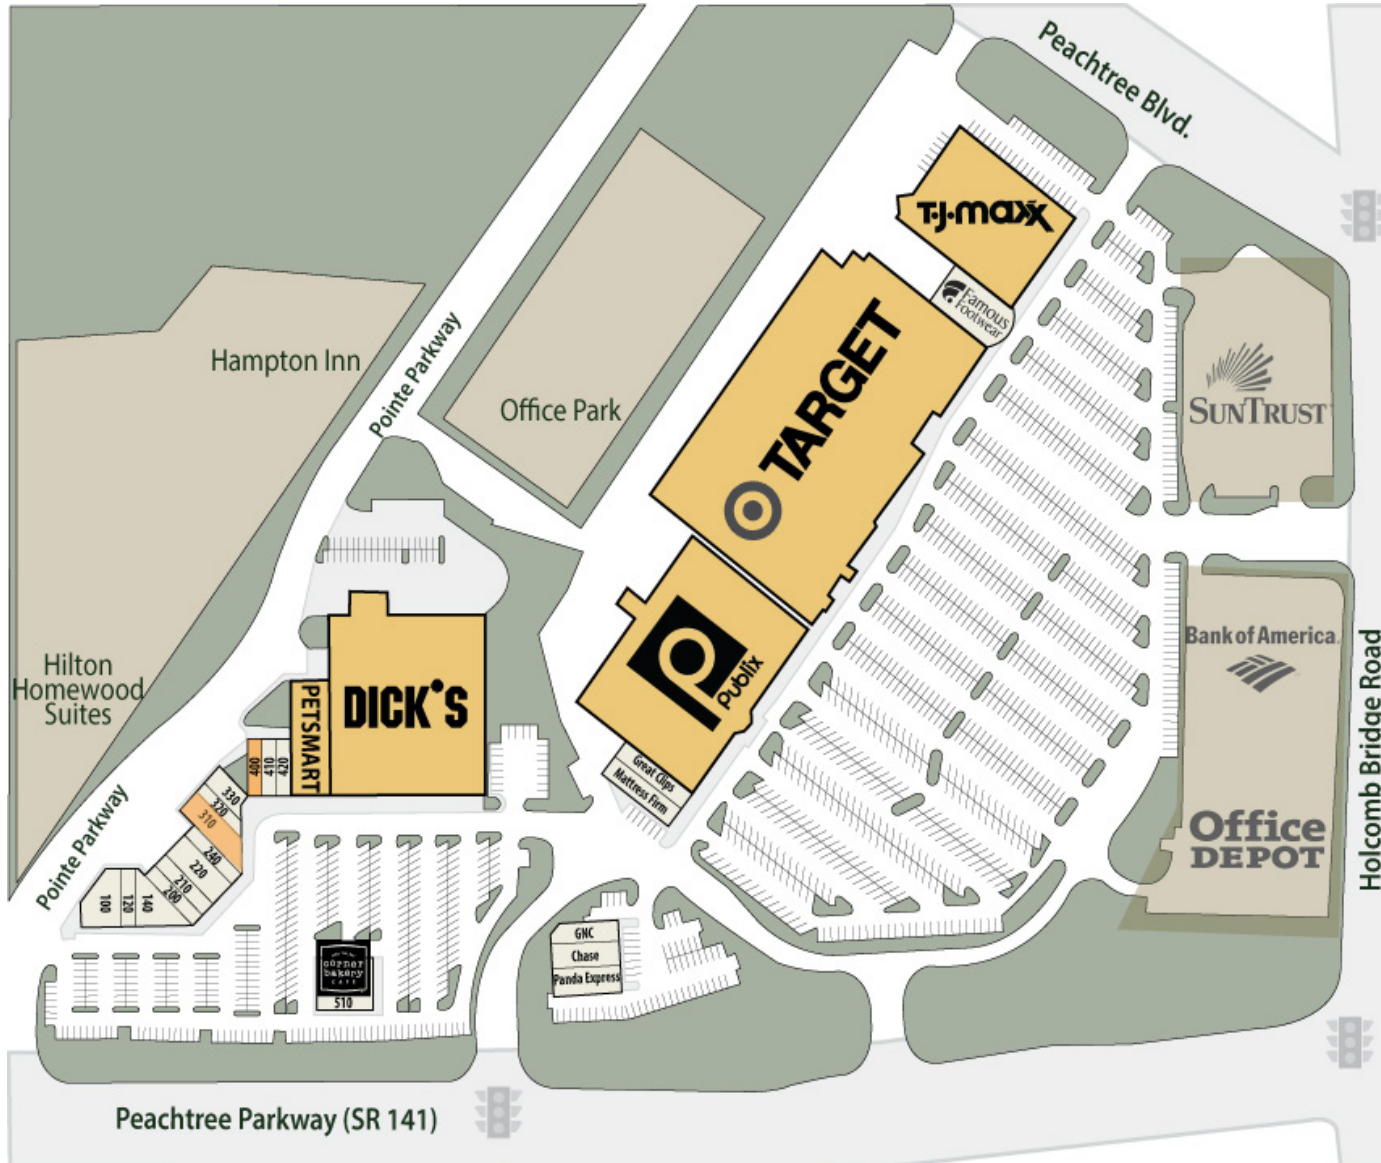 Peachtree Blvd.
T·J·maxx
Famous
Footwear
TARGET
SUNTRUST
Hampton Inn
Pointe Parkway
Office Park
Publix
Bank of America
Holcomb Bridge Road
Hilton
Homewood
Suites
DICK'S
PETSMART
400
410
420
Great Clips
Mattress Firm
Office
DEPOT
Pointe Parkway
330
320
310
240
220
210
200
140
120
100
GNC
Chase
Panda Express
corner
bakery
CAFE
510
Peachtree Parkway (SR 141)